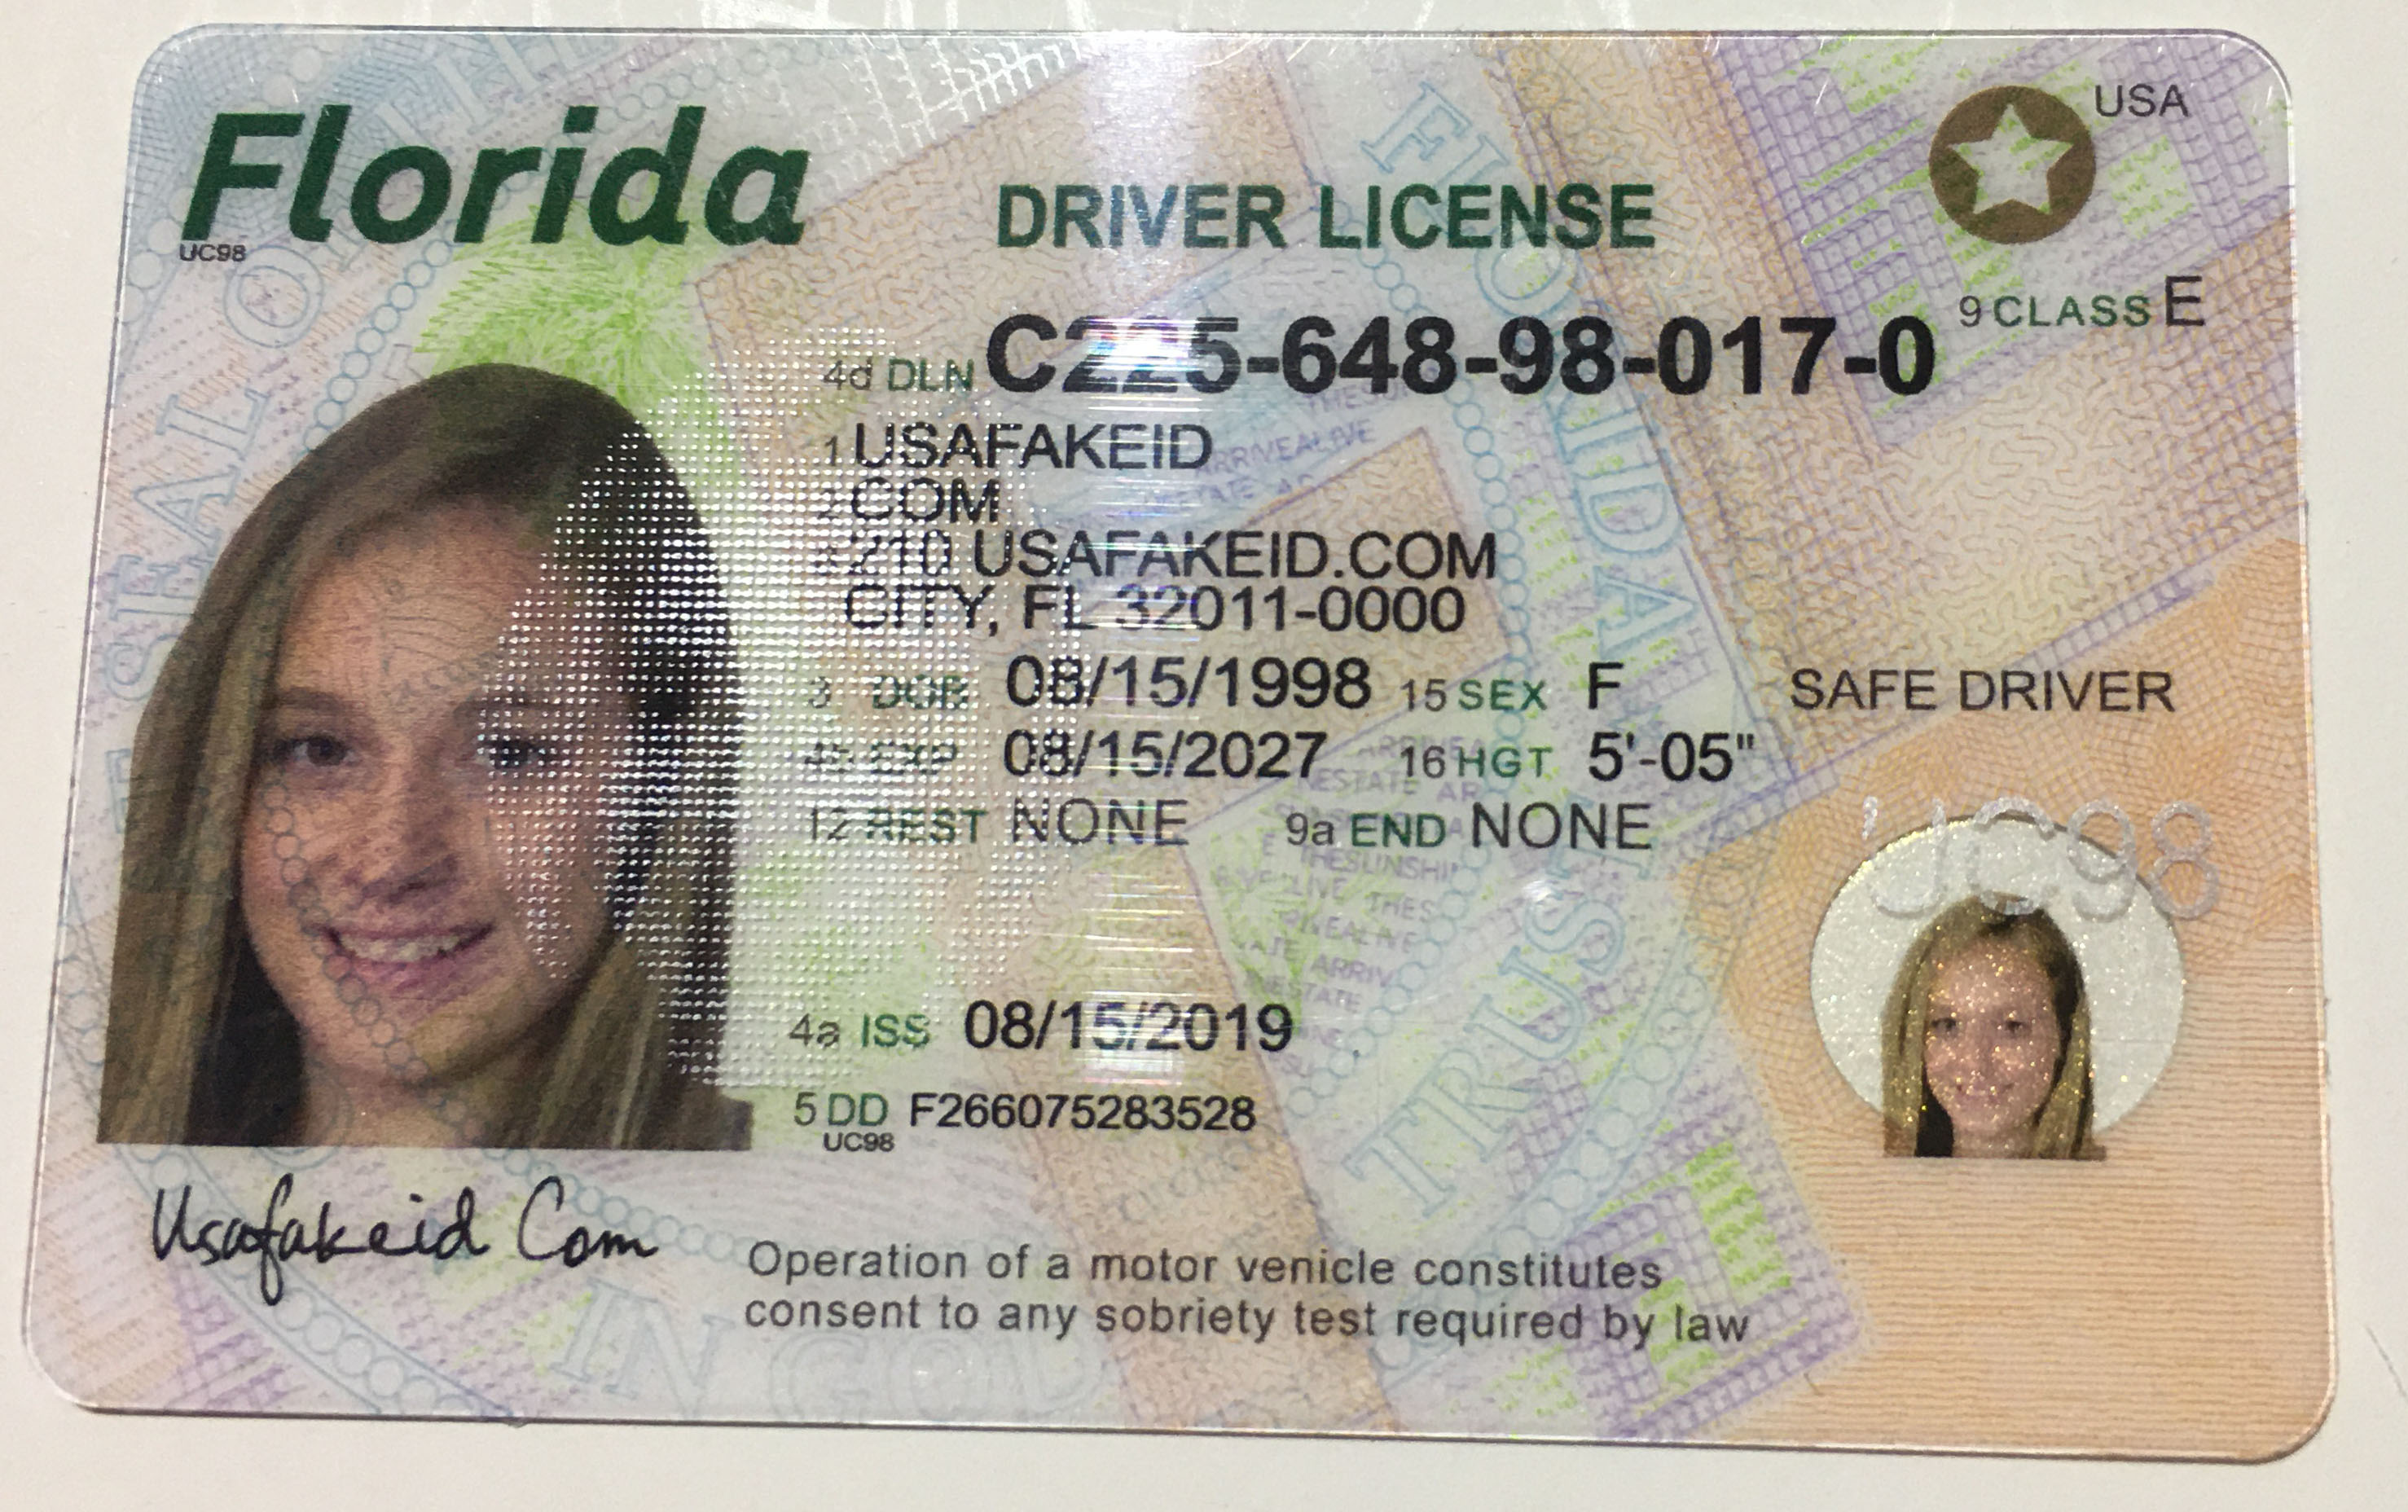 Florida
UC98
DRIVER LICENSE
USA
9 CLASS E
4d DLN C225-648-98-017-0
1 USAFAKEID
2 COM
8 210 USAFAKEID.COM
CITY, FL 32011-0000
3 DOB 08/15/1998 15 SEX F
SAFE DRIVER
4b EXP 08/15/2027 16 HGT 5'-05"
12 REST NONE 9a END NONE
UC98
4a ISS 08/15/2019
5 DD F266075283528
UC98
Usafakeid Com
Operation of a motor venicle constitutes
consent to any sobriety test required by law
SEAL OF THE
FLORIDA
IN GOD
TRUST